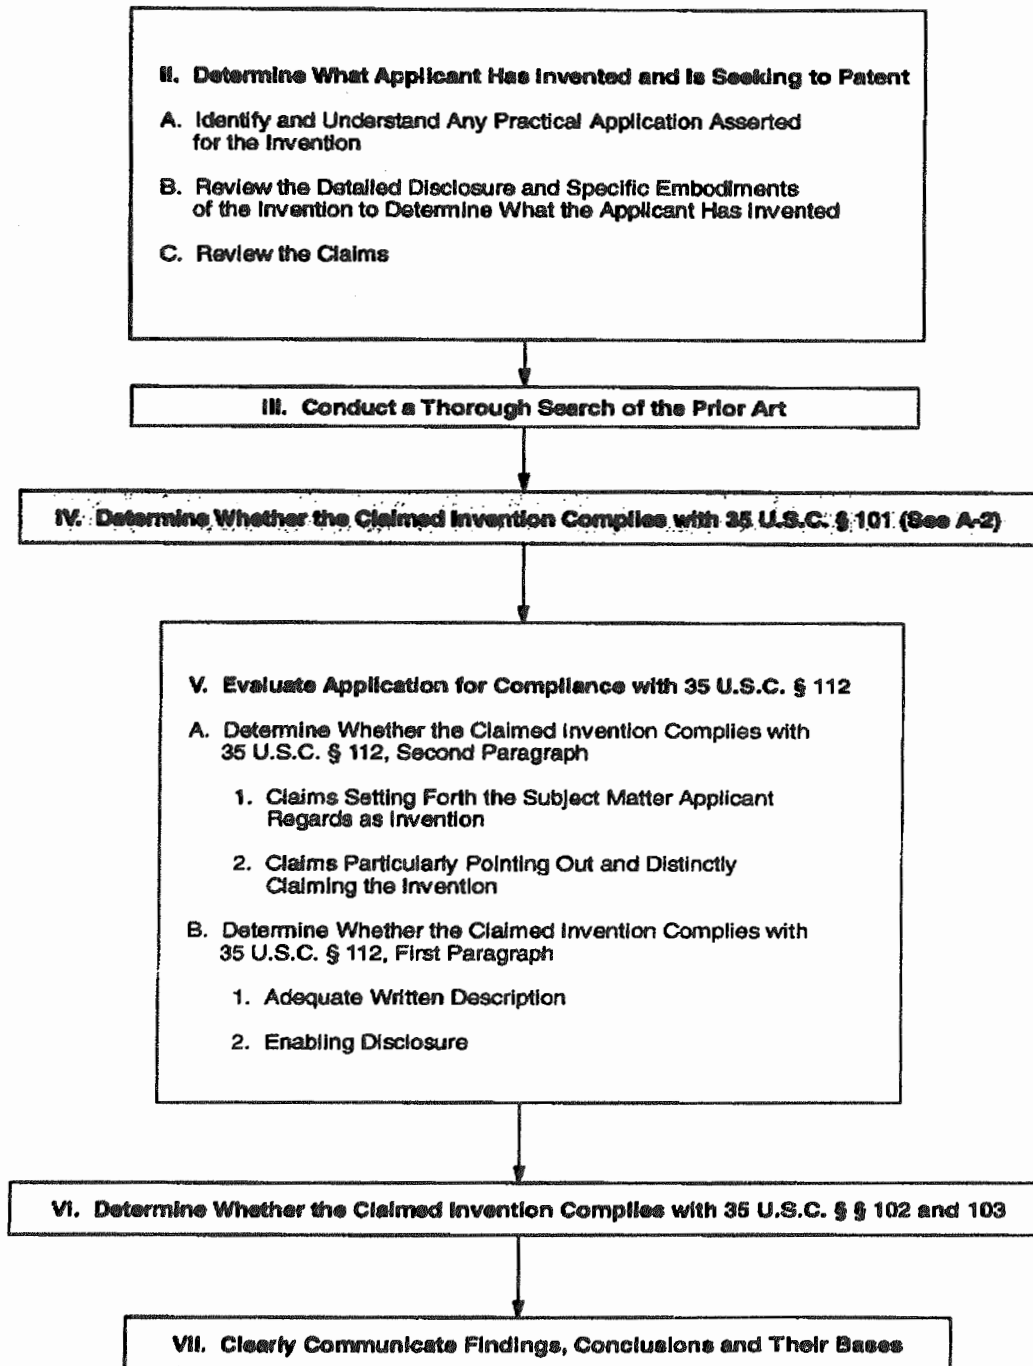 II. Determine What Applicant Has Invented and Is Seeking to Patent
A. Identify and Understand Any Practical Application Asserted
for the Invention
B. Review the Detailed Disclosure and Specific Embodiments
of the Invention to Determine What the Applicant Has Invented
C. Review the Claims
III. Conduct a Thorough Search of the Prior Art
IV. Determine Whether the Claimed Invention Complies with 35 U.S.C. § 101 (See A-2)
V. Evaluate Application for Compliance with 35 U.S.C. § 112
A. Determine Whether the Claimed Invention Complies with
35 U.S.C. § 112, Second Paragraph
1. Claims Setting Forth the Subject Matter Applicant
Regards as Invention
2. Claims Particularly Pointing Out and Distinctly
Claiming the Invention
B. Determine Whether the Claimed Invention Complies with
35 U.S.C. § 112, First Paragraph
1. Adequate Written Description
2. Enabling Disclosure
VI. Determine Whether the Claimed Invention Complies with 35 U.S.C. § § 102 and 103
VII. Clearly Communicate Findings, Conclusions and Their Bases